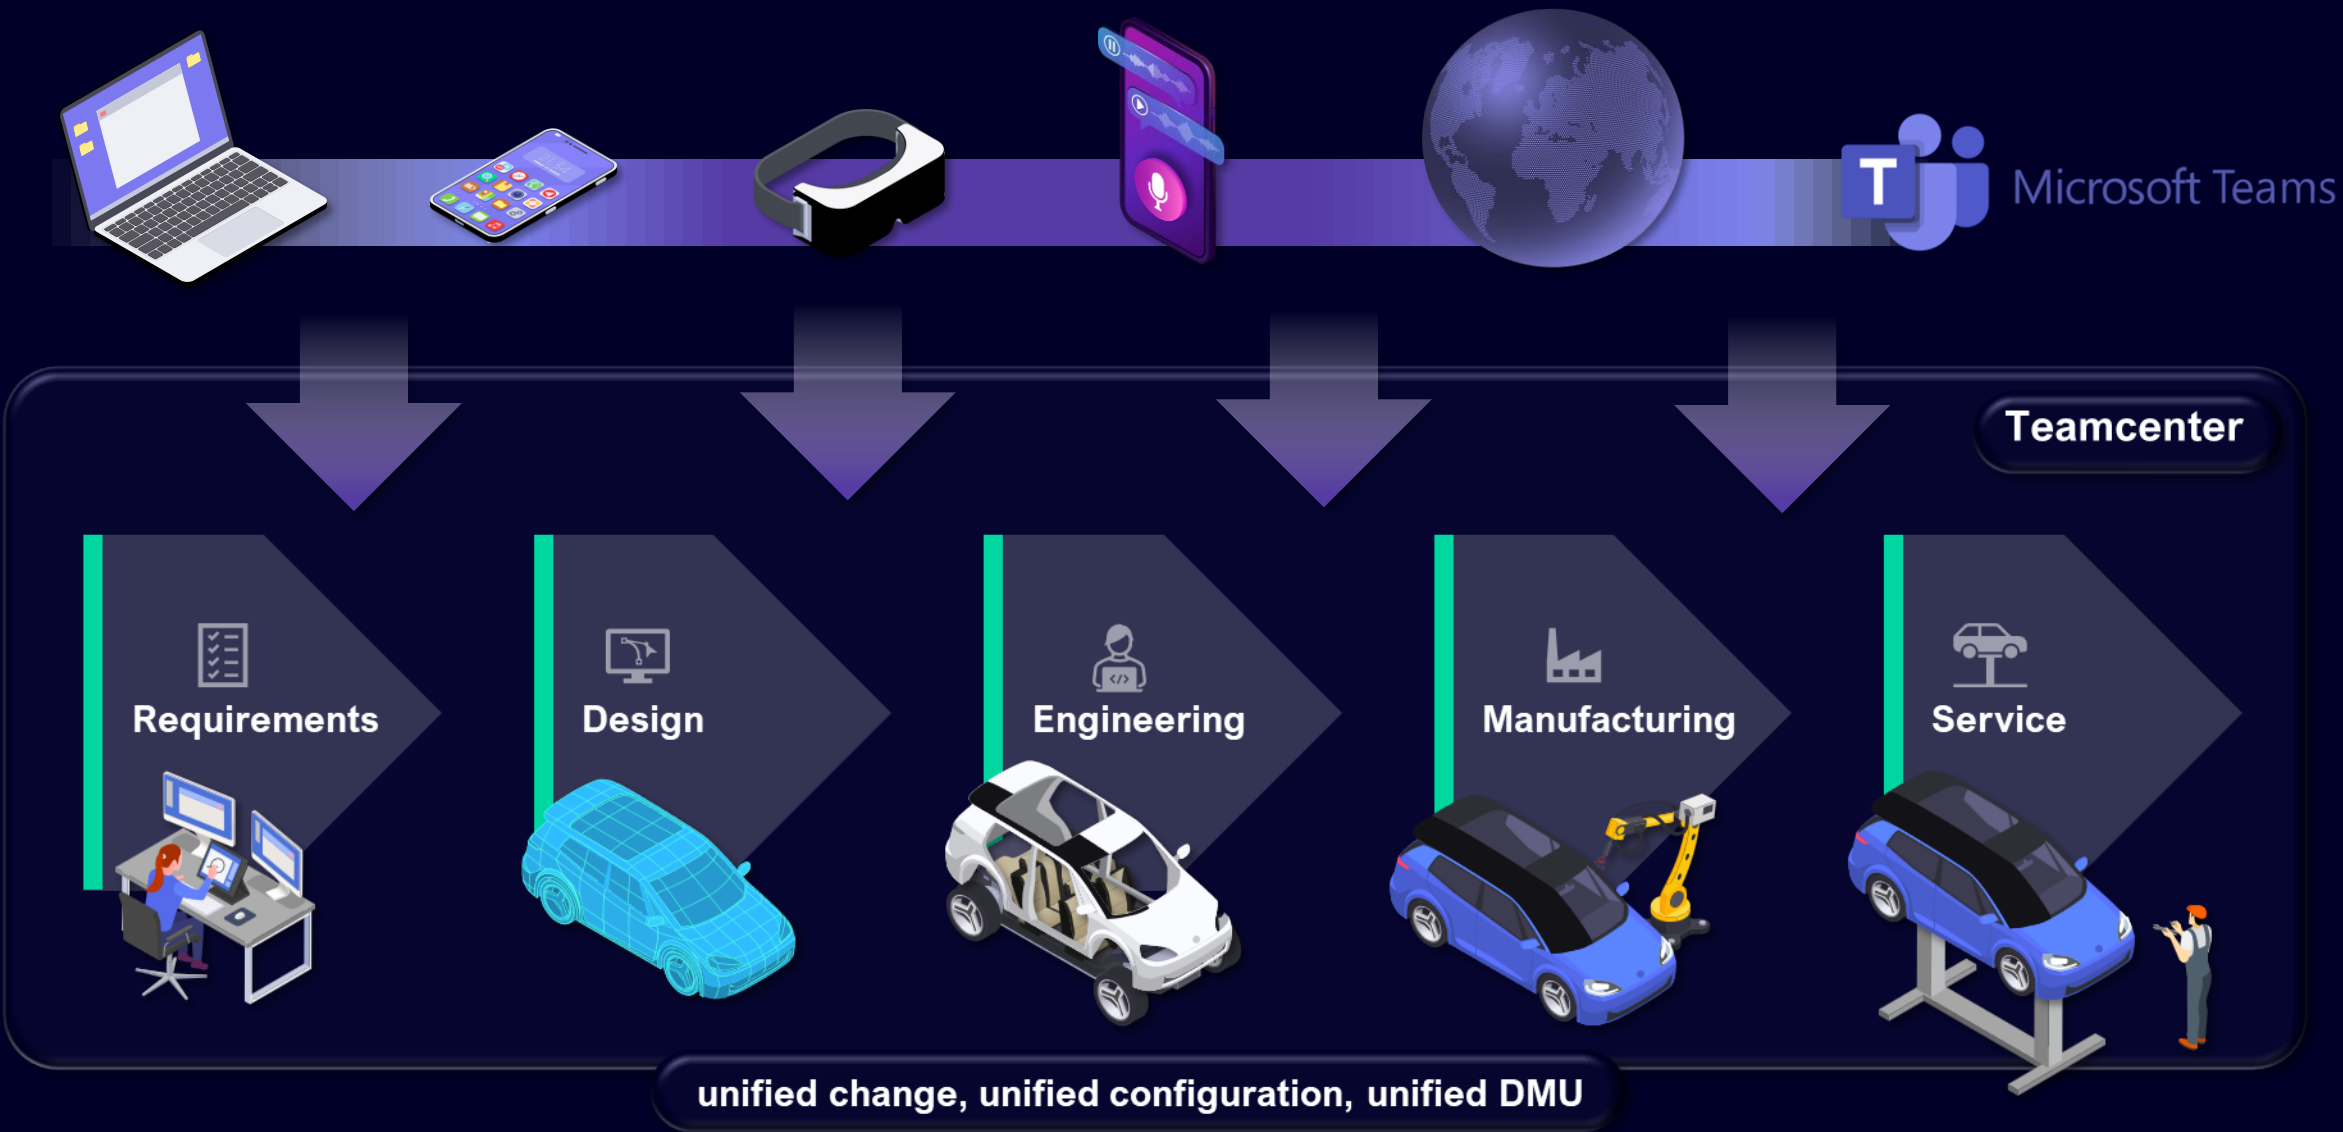 T
Microsoft Teams
Teamcenter
Requirements
Design
Engineering
Manufacturing
Service
unified change, unified configuration, unified DMU